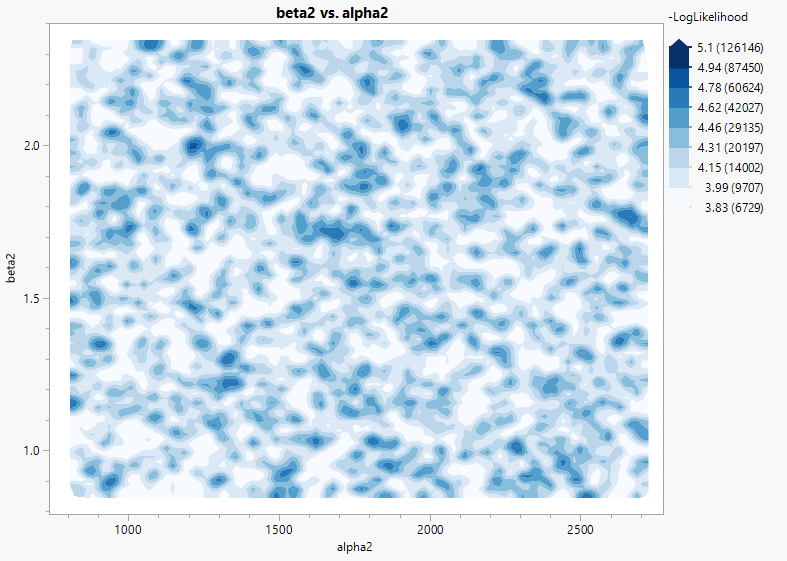 beta2 vs. alpha2
-LogLikelihood
5.1 (126146)
4.94 (87450)
4.78 (60624)
4.62 (42027)
4.46 (29135)
4.31 (20197)
4.15 (14002)
3.99 (9707)
3.83 (6729)
2.0
1.5
1.0
beta2
1000 1500 2000 2500
alpha2